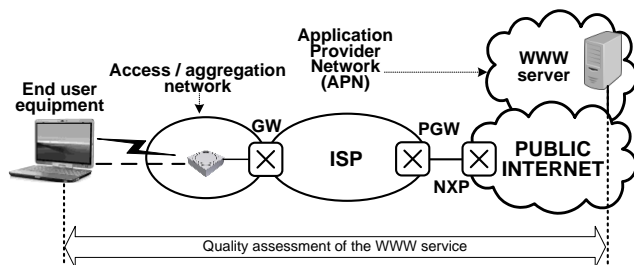 Application
Provider
Network
(APN)
WWW
server
Access / aggregation
network
End user
equipment
GW
ISP
PGW
NXP
PUBLIC
INTERNET
Quality assessment of the WWW service